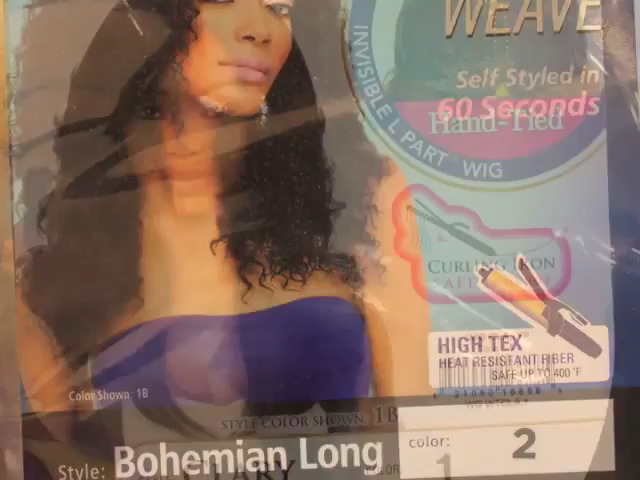 WEAVE
Self Styled in
60 Seconds
Hand-Tied
INVISIBLE L PART WIG
CURLING IRON
HIGH TEX
HEAT RESISTANT FIBER
SAFE UP TO 400 °F
Color Shown: 1B
STYLE COLOR SHOWN 1B
Style: Bohemian Long
color: 2
1